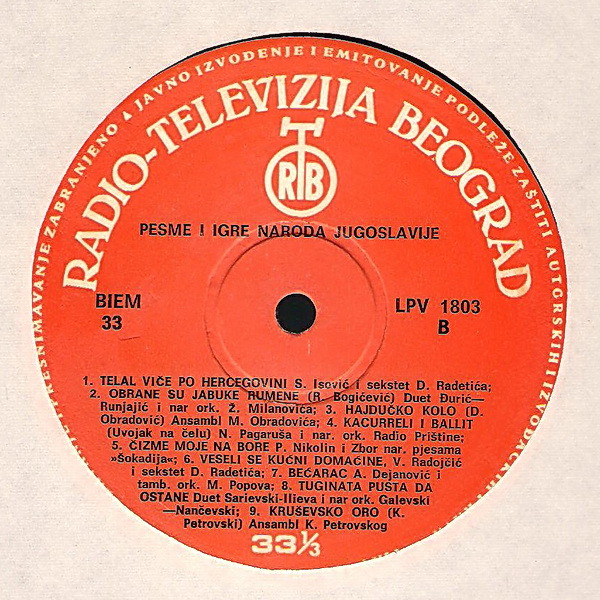 SNIMAVANJE ZABRANJENO ▲ JAVNO IZVOĐENJE I EMITOVANJE PODLEŽE ZAŠTITI AUTORSKIH I IZVOĐAČKIH
RADIO-TELEVIZIJA BEOGRAD
RTB
PESME I IGRE NARODA JUGOSLAVIJE
BIEM
33
LPV 1803
B
1. TELAL VIČE PO HERCEGOVINI S. Isović i sekstet D. Radetića;
2. OBRANE SU JABUKE RUMENE (R. Bogićević) Duet Đurić—
Runjajić i nar ork. Ž. Milanovića; 3. HAJDUČKO KOLO (D.
Obradović) Ansambl M. Obradovića; 4. KACURRELI I BALLIT
(Uvojak na čelu) N. Pagaruša i nar. ork. Radio Prištine;
5. ČIZME MOJE NA BORE P. Nikolin i Zbor nar. pjesama
»Šokadija«; 6. VESELI SE KUĆNI DOMAĆINE, V. Radojčić
i sekstet D. Radetića; 7. BEĆARAC A. Dejanović i
tamb. ork. M. Popova; 8. TUGINATA PUSTA DA
OSTANE Duet Sarievski-Ilieva i nar ork. Galevski
—Nančevski; 9. KRUŠEVSKO ORO (K.
Petrovski) Ansambl K. Petrovskog
33⅓